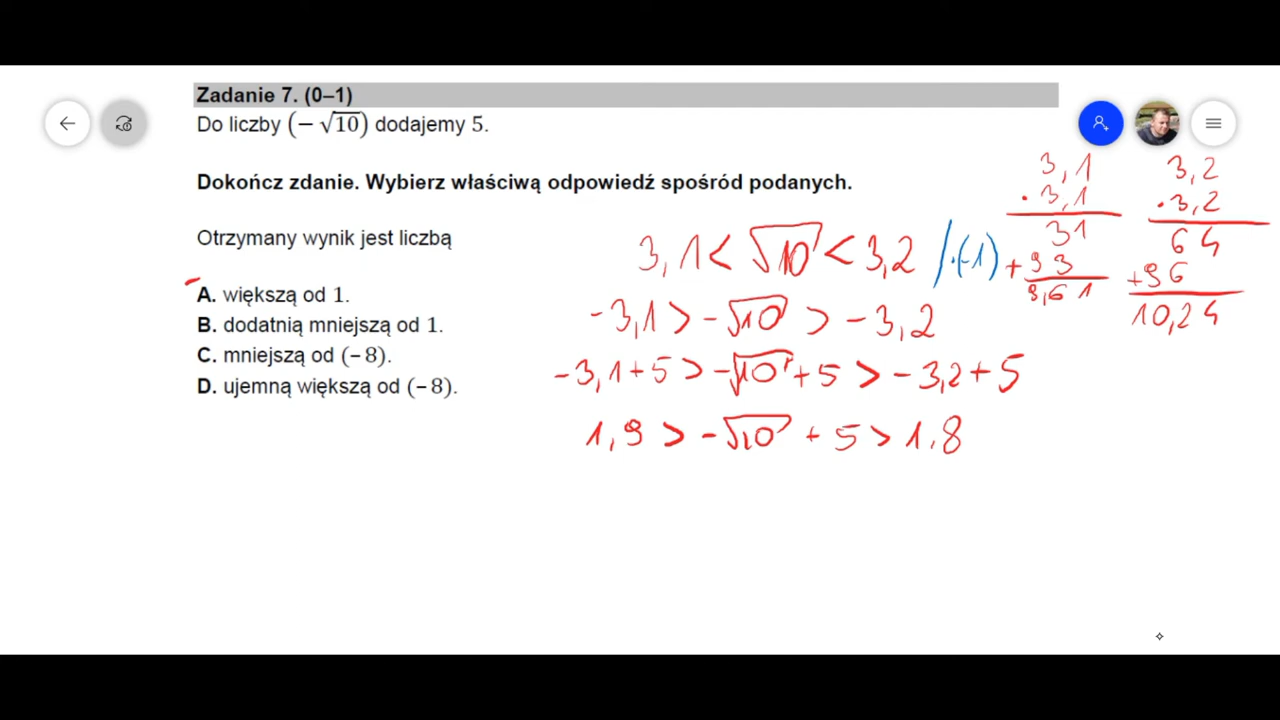 Zadanie 7. (0–1)
Do liczby (− √10) dodajemy 5.
Dokończ zdanie. Wybierz właściwą odpowiedź spośród podanych.
Otrzymany wynik jest liczbą
A. większą od 1.
B. dodatnią mniejszą od 1.
C. mniejszą od (– 8).
D. ujemną większą od (– 8).
3,1 < √10 < 3,2 /·(-1)
-3,1 > -√10 > -3,2
-3,1+5 > -√10 +5 > -3,2+5
1,9 > -√10 + 5 > 1,8
3,1
·3,1
31
+93
9,61
3,2
·3,2
64
+96
10,24